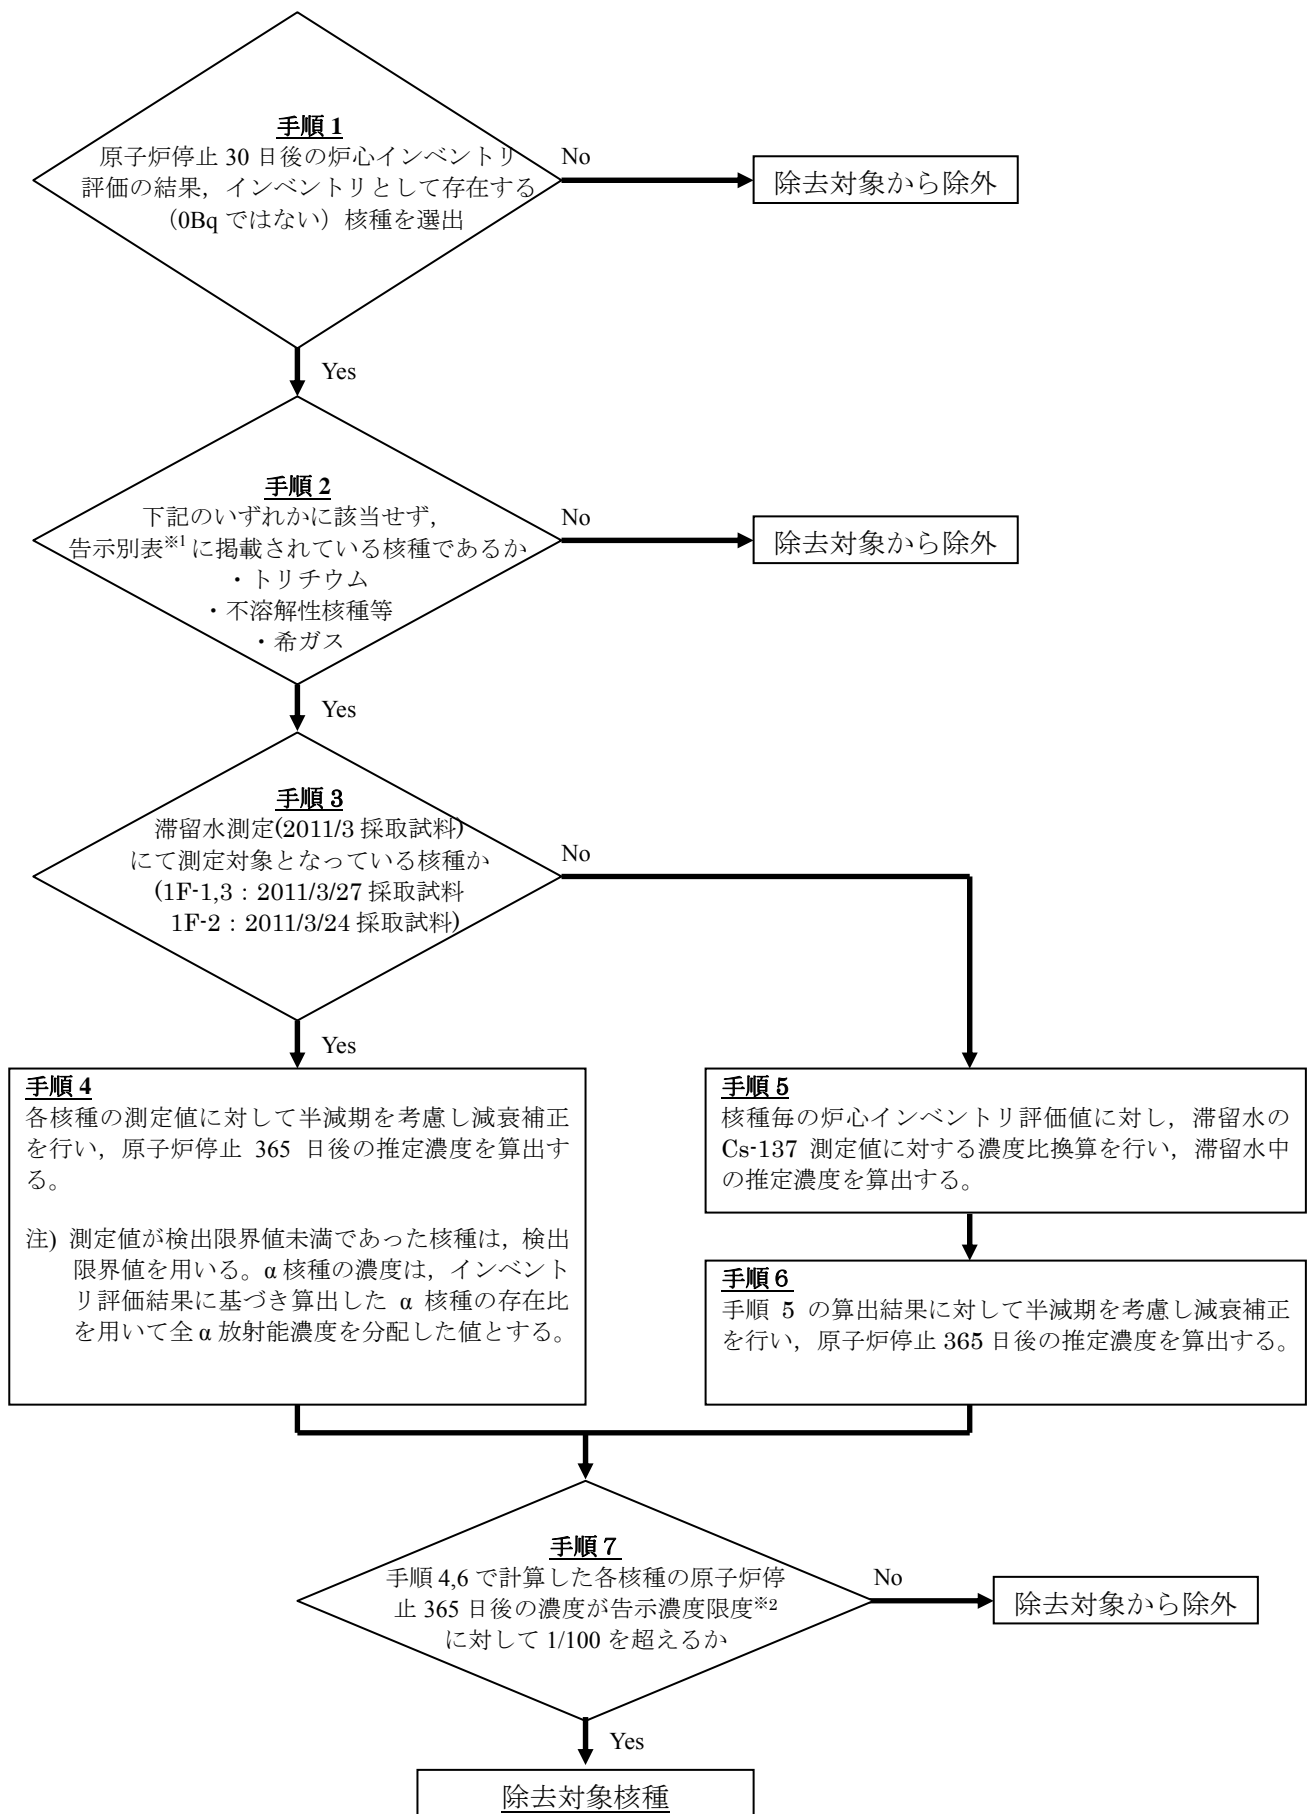 手順 1
原子炉停止 30 日後の炉心インベントリ
評価の結果，インベントリとして存在する
（0Bq ではない）核種を選出
No
除去対象から除外
Yes
手順 2
下記のいずれかに該当せず，
告示別表※1 に掲載されている核種であるか
・トリチウム
・不溶解性核種等
・希ガス
No
除去対象から除外
Yes
手順 3
滞留水測定(2011/3 採取試料)
にて測定対象となっている核種か
(1F-1,3：2011/3/27 採取試料
1F-2：2011/3/24 採取試料)
No
Yes
手順 4
各核種の測定値に対して半減期を考慮し減衰補正
を行い，原子炉停止 365 日後の推定濃度を算出す
る。
注) 測定値が検出限界値未満であった核種は，検出
限界値を用いる。α 核種の濃度は，インベント
リ評価結果に基づき算出した α 核種の存在比
を用いて全 α 放射能濃度を分配した値とする。
手順５
核種毎の炉心インベントリ評価値に対し，滞留水の
Cs-137 測定値に対する濃度比換算を行い，滞留水中
の推定濃度を算出する。
手順６
手順 5 の算出結果に対して半減期を考慮し減衰補正
を行い，原子炉停止 365 日後の推定濃度を算出する。
手順７
手順 4,6 で計算した各核種の原子炉停
止 365 日後の濃度が告示濃度限度※2
に対して 1/100 を超えるか
No
除去対象から除外
Yes
除去対象核種